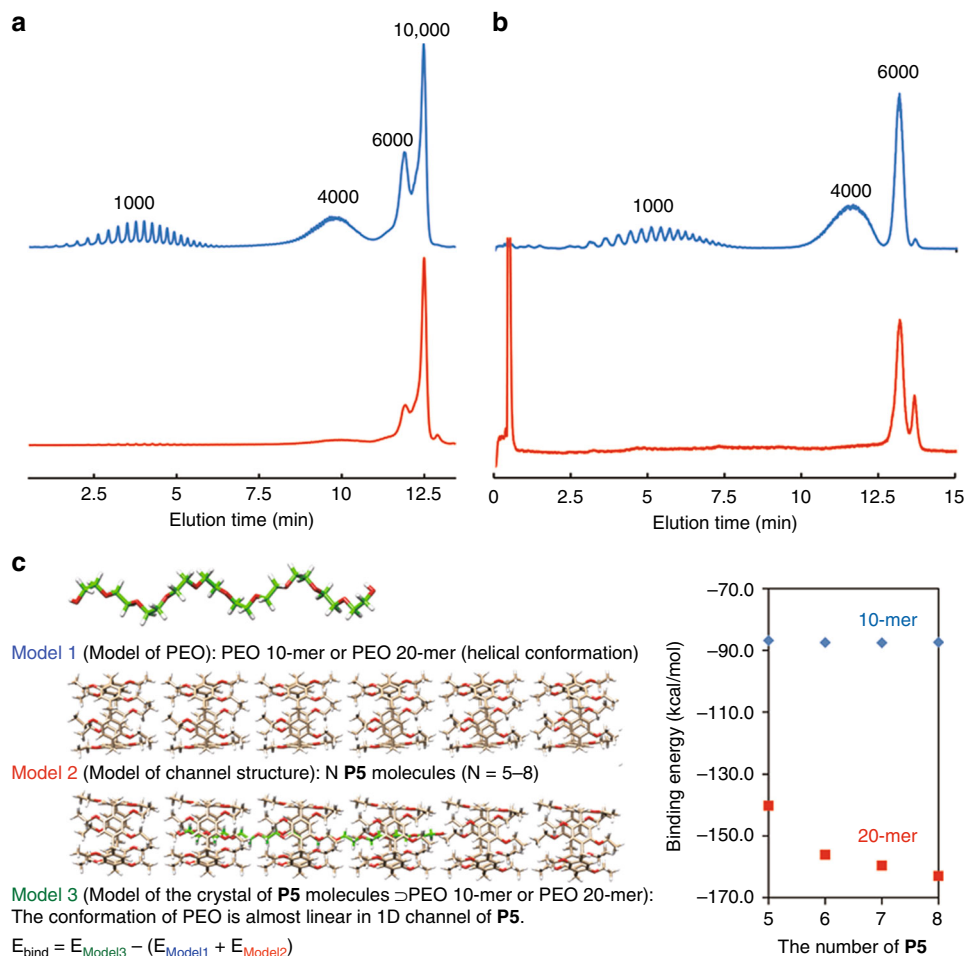 a
10,000
6000
4000
1000
2.5 5 7.5 10 12.5
Elution time (min)
b
6000
4000
1000
0 2.5 5 7.5 10 12.5 15
Elution time (min)
c
Model 1 (Model of PEO): PEO 10-mer or PEO 20-mer (helical conformation)
Model 2 (Model of channel structure): N P5 molecules (N = 5–8)
Model 3 (Model of the crystal of P5 molecules ⊃PEO 10-mer or PEO 20-mer):
The conformation of PEO is almost linear in 1D channel of P5.
E_bind = E_Model3 – (E_Model1 + E_Model2)
Binding energy (kcal/mol)
–70.0
–90.0
–110.0
–130.0
–150.0
–170.0
10-mer
20-mer
5 6 7 8
The number of P5